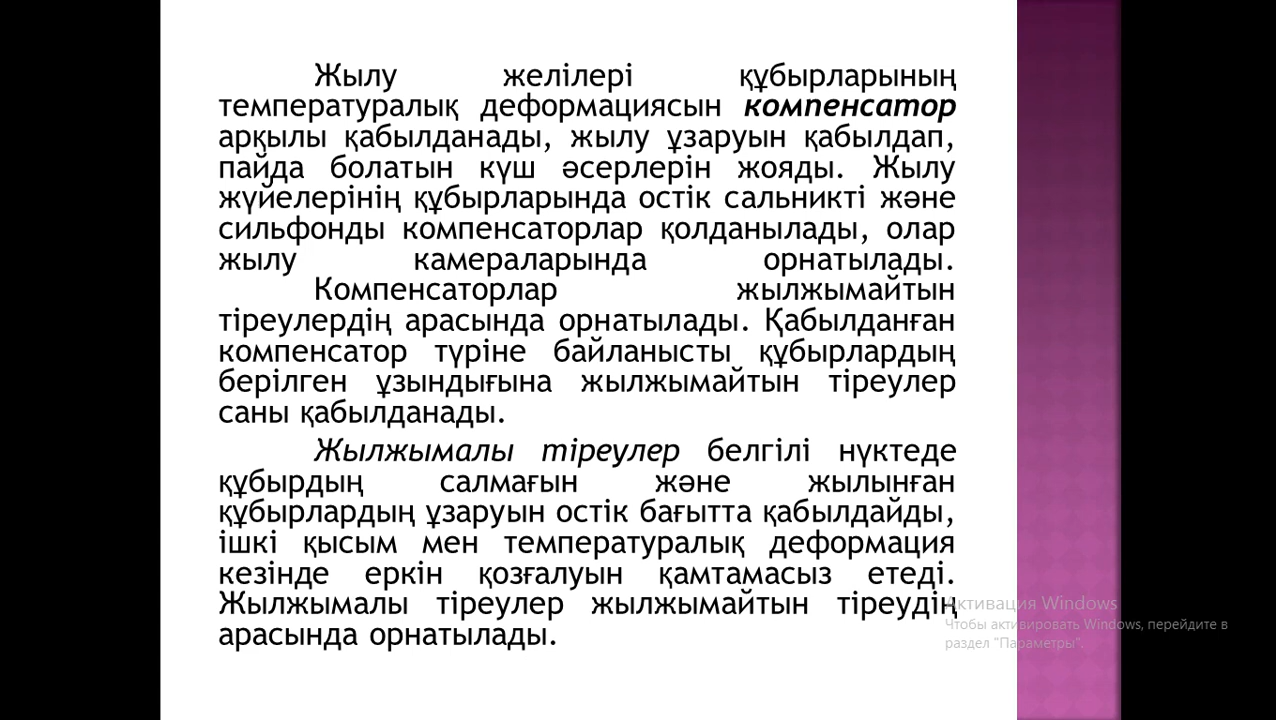 Жылу желілері құбырларының
температуралық деформациясын компенсатор
арқылы қабылданады, жылу ұзаруын қабылдап,
пайда болатын күш әсерлерін жояды. Жылу
жүйелерінің құбырларында остік сальникті және
сильфонды компенсаторлар қолданылады, олар
жылу камераларында орнатылады.
Компенсаторлар жылжымайтын
тіреулердің арасында орнатылады. Қабылданған
компенсатор түріне байланысты құбырлардың
берілген ұзындығына жылжымайтын тіреулер
саны қабылданады.
Жылжымалы тіреулер белгілі нүктеде
құбырдың салмағын және жылынған
құбырлардың ұзаруын остік бағытта қабылдайды,
ішкі қысым мен температуралық деформация
кезінде еркін қозғалуын қамтамасыз етеді.
Жылжымалы тіреулер жылжымайтын тіреудің
арасында орнатылады.
Активация Windows
Чтобы активировать Windows, перейдите в
раздел "Параметры".